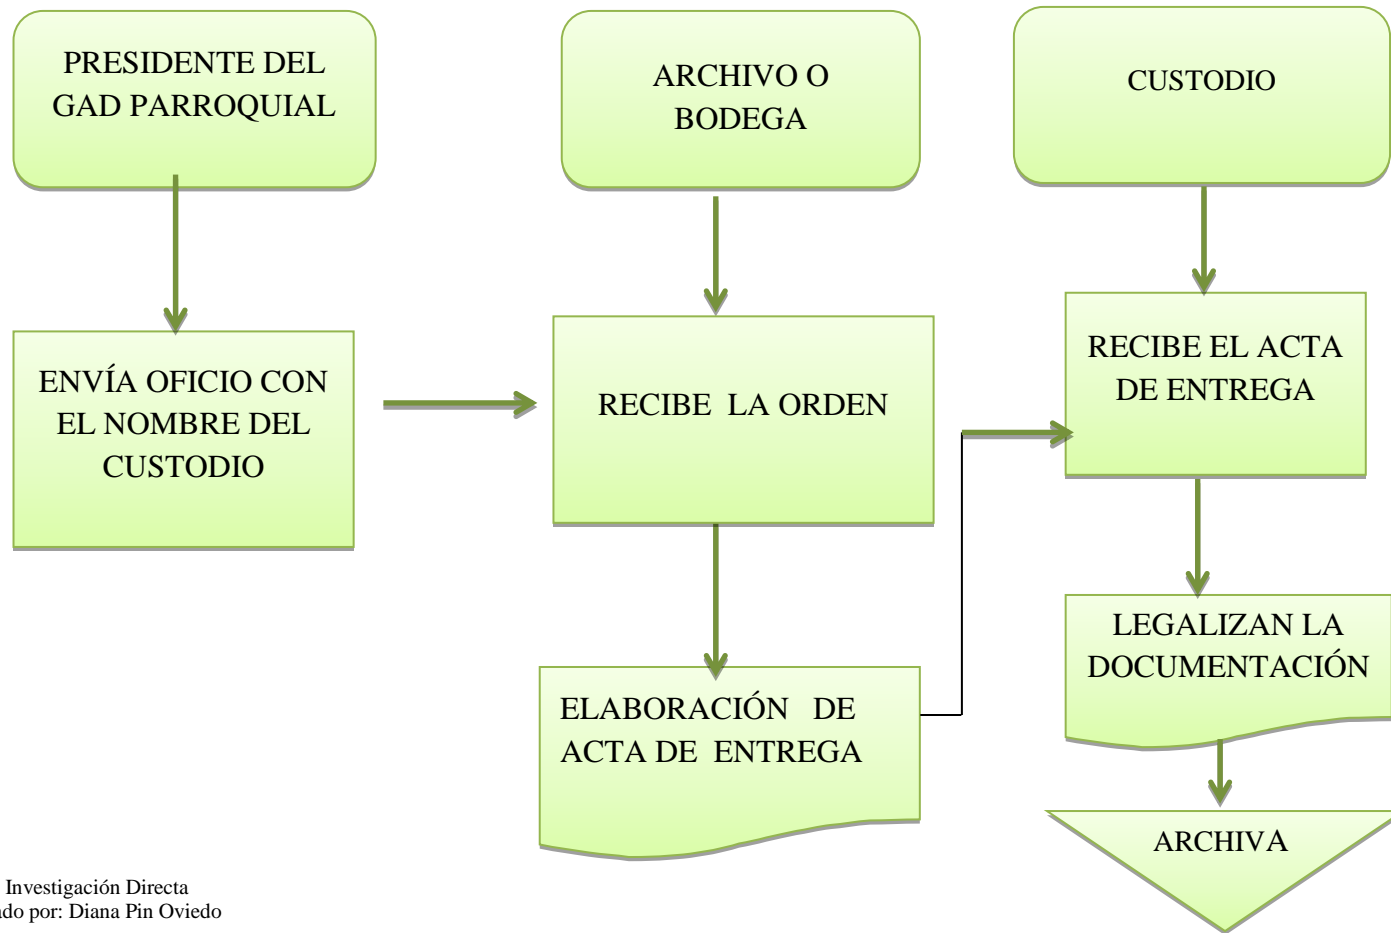 PRESIDENTE DEL
GAD PARROQUIAL
ARCHIVO O
BODEGA
CUSTODIO
ENVÍA OFICIO CON
EL NOMBRE DEL
CUSTODIO
RECIBE LA ORDEN
RECIBE EL ACTA
DE ENTREGA
ELABORACIÓN DE
ACTA DE ENTREGA
LEGALIZAN LA
DOCUMENTACIÓN
ARCHIVA
Investigación Directa
ado por: Diana Pin Oviedo